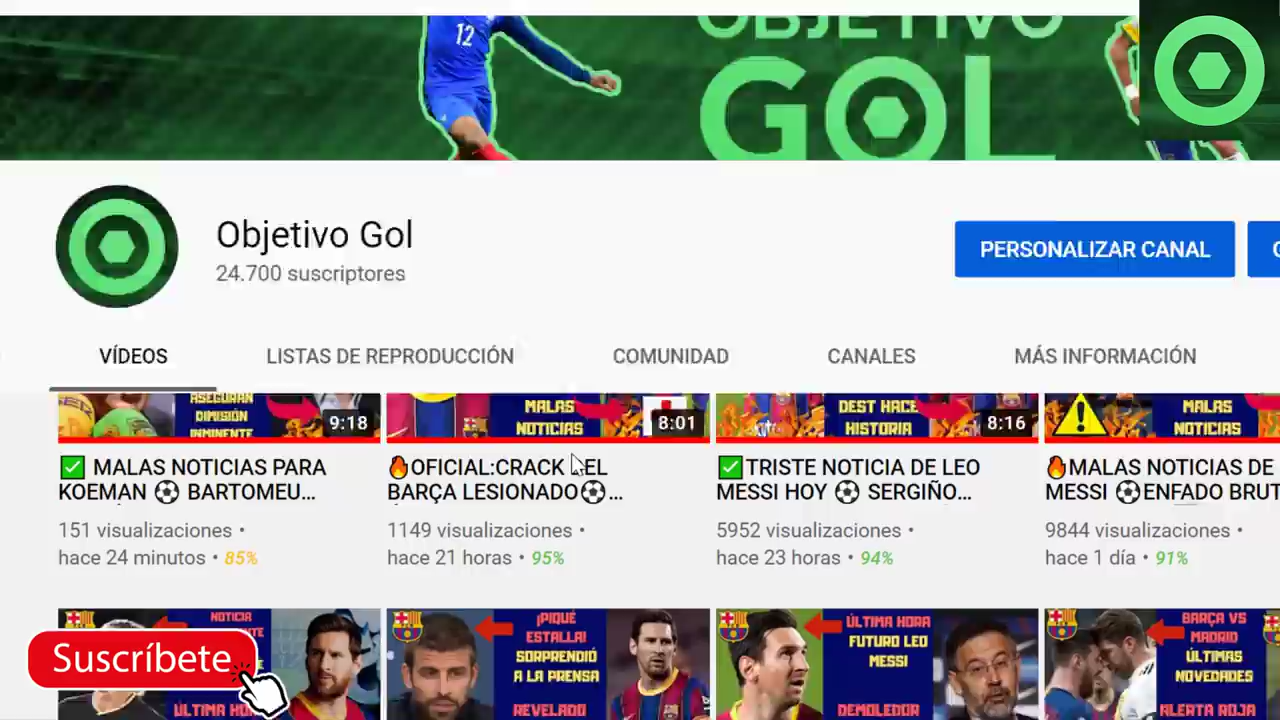 12
OBJETIVO
GOL
Objetivo Gol
24.700 suscriptores
PERSONALIZAR CANAL
VÍDEOS
LISTAS DE REPRODUCCIÓN
COMUNIDAD
CANALES
MÁS INFORMACIÓN
ASEGURAN
DIMISIÓN
INMINENTE
9:18
MALAS
NOTICIAS
8:01
DEST HACE
HISTORIA
8:16
MALAS
NOTICIAS
✅ MALAS NOTICIAS PARA
KOEMAN ⚽ BARTOMEU...
151 visualizaciones •
hace 24 minutos • 85%
🔥OFICIAL:CRACK DEL
BARÇA LESIONADO⚽...
1149 visualizaciones •
hace 21 horas • 95%
✅TRISTE NOTICIA DE LEO
MESSI HOY ⚽ SERGIÑO...
5952 visualizaciones •
hace 23 horas • 94%
🔥MALAS NOTICIAS DE
MESSI ⚽ENFADO BRUT
9844 visualizaciones •
hace 1 día • 91%
NOTICIA
ÚLTIMA HOR
¡PIQUÉ
ESTALLA!
SORPRENDIÓ
A LA PRENSA
REVELADO
ÚLTIMA HORA
FUTURO LEO
MESSI
DEMOLEDOR
BARÇA VS
MADRID
ÚLTIMAS
NOVEDADES
ALERTA ROJA
Suscríbete